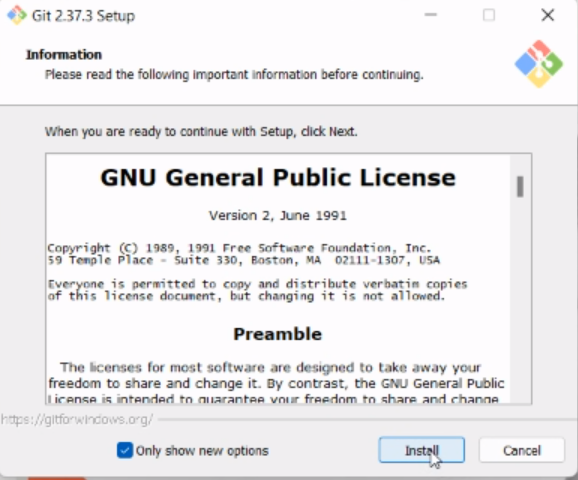 Git 2.37.3 Setup
Information
Please read the following important information before continuing.
When you are ready to continue with Setup, click Next.
GNU General Public License
Version 2, June 1991
Copyright (C) 1989, 1991 Free Software Foundation, Inc.
59 Temple Place - Suite 330, Boston, MA  02111-1307, USA
Everyone is permitted to copy and distribute verbatim copies
of this license document, but changing it is not allowed.
Preamble
The licenses for most software are designed to take away your
freedom to share and change it. By contrast, the GNU General Public
License is intended to guarantee your freedom to share and change
https://gitforwindows.org/
Only show new options
Install
Cancel